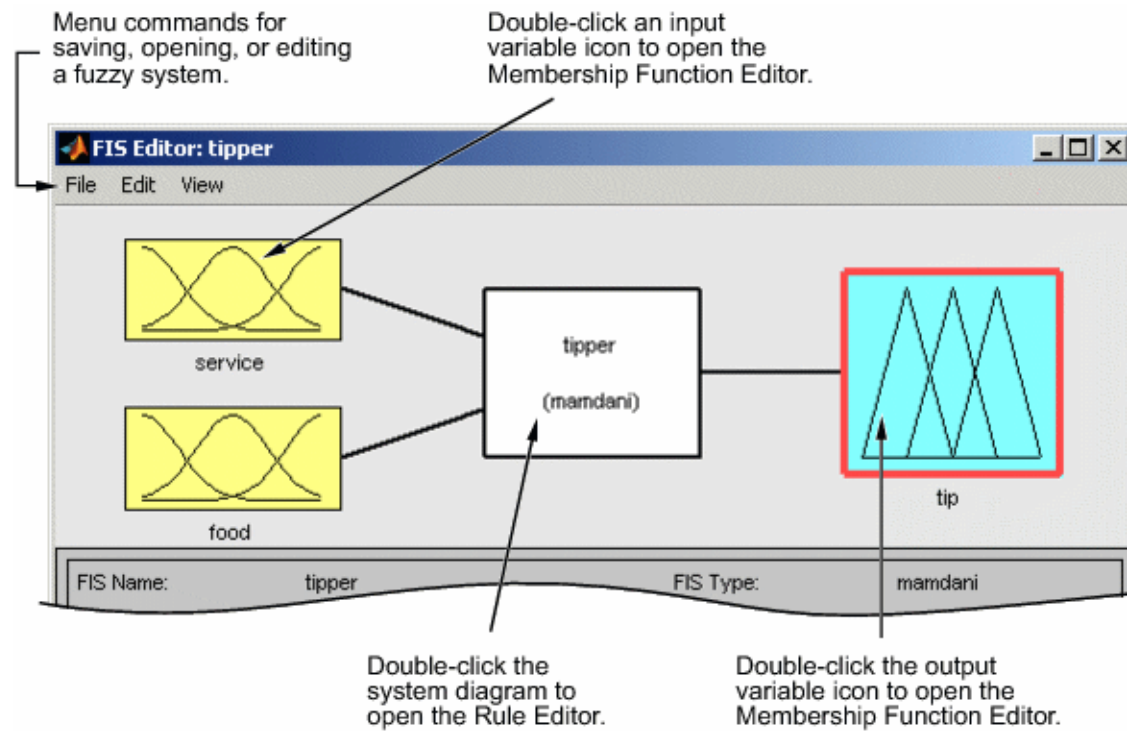 Menu commands for
saving, opening, or editing
a fuzzy system.
Double-click an input
variable icon to open the
Membership Function Editor.
FIS Editor: tipper
File Edit View
service
food
tipper
(mamdani)
tip
FIS Name: tipper FIS Type: mamdani
Double-click the
system diagram to
open the Rule Editor.
Double-click the output
variable icon to open the
Membership Function Editor.